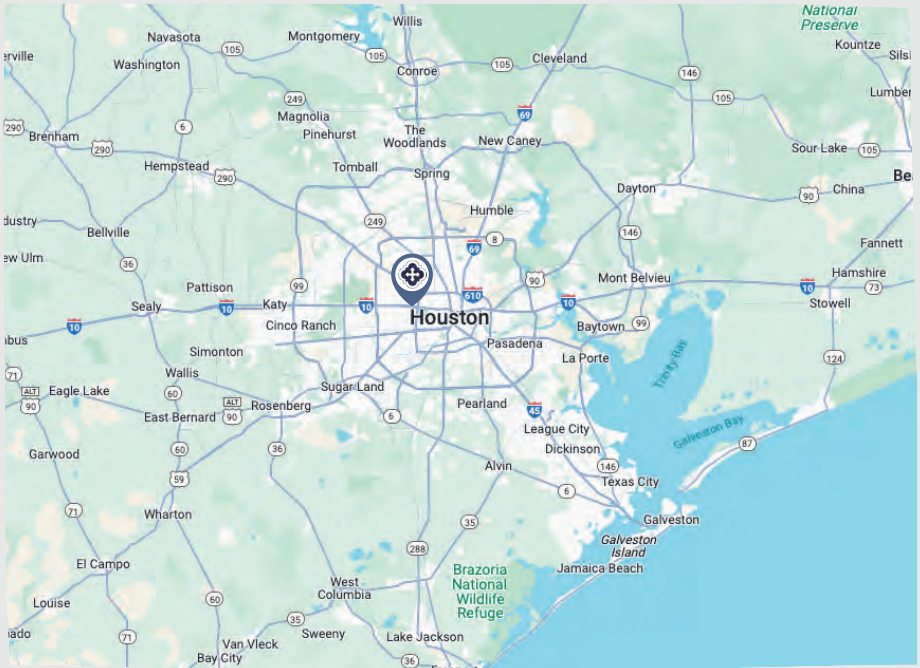 Willis
National
Preserve
Navasota
Montgomery
Kountze
105
erville
Washington
105
Conroe
105
Cleveland
Sils
146
249
105
Lumber
Magnolia
69
290
6
Pinehurst
The
Woodlands
New Caney
Brenham
290
Sour Lake
105
Hempstead
290
Tomball
Spring
Be
Dayton
90
China
Humble
dustry
249
146
Bellville
8
69
Fannett
ew Ulm
36
90
Mont Belvieu
Hamshire
Pattison
99
10
73
Sealy
10
Katy
10
610
10
Stowell
10
Cinco Ranch
Houston
Baytown
99
bus
Pasadena
Simonton
La Porte
Trinity Bay
124
71
Wallis
ALT
90
Eagle Lake
60
Sugar Land
ALT
90
Rosenberg
Pearland
East Bernard
6
45
League City
Galveston Bay
87
Garwood
60
36
Dickinson
Alvin
146
59
Texas City
6
71
Wharton
35
Galveston
Galveston
Island
288
El Campo
Jamaica Beach
Brazoria
National
Wildlife
Refuge
West
Columbia
Louise
60
35
ado
71
Sweeny
Lake Jackson
Van Vleck
Bay City
36